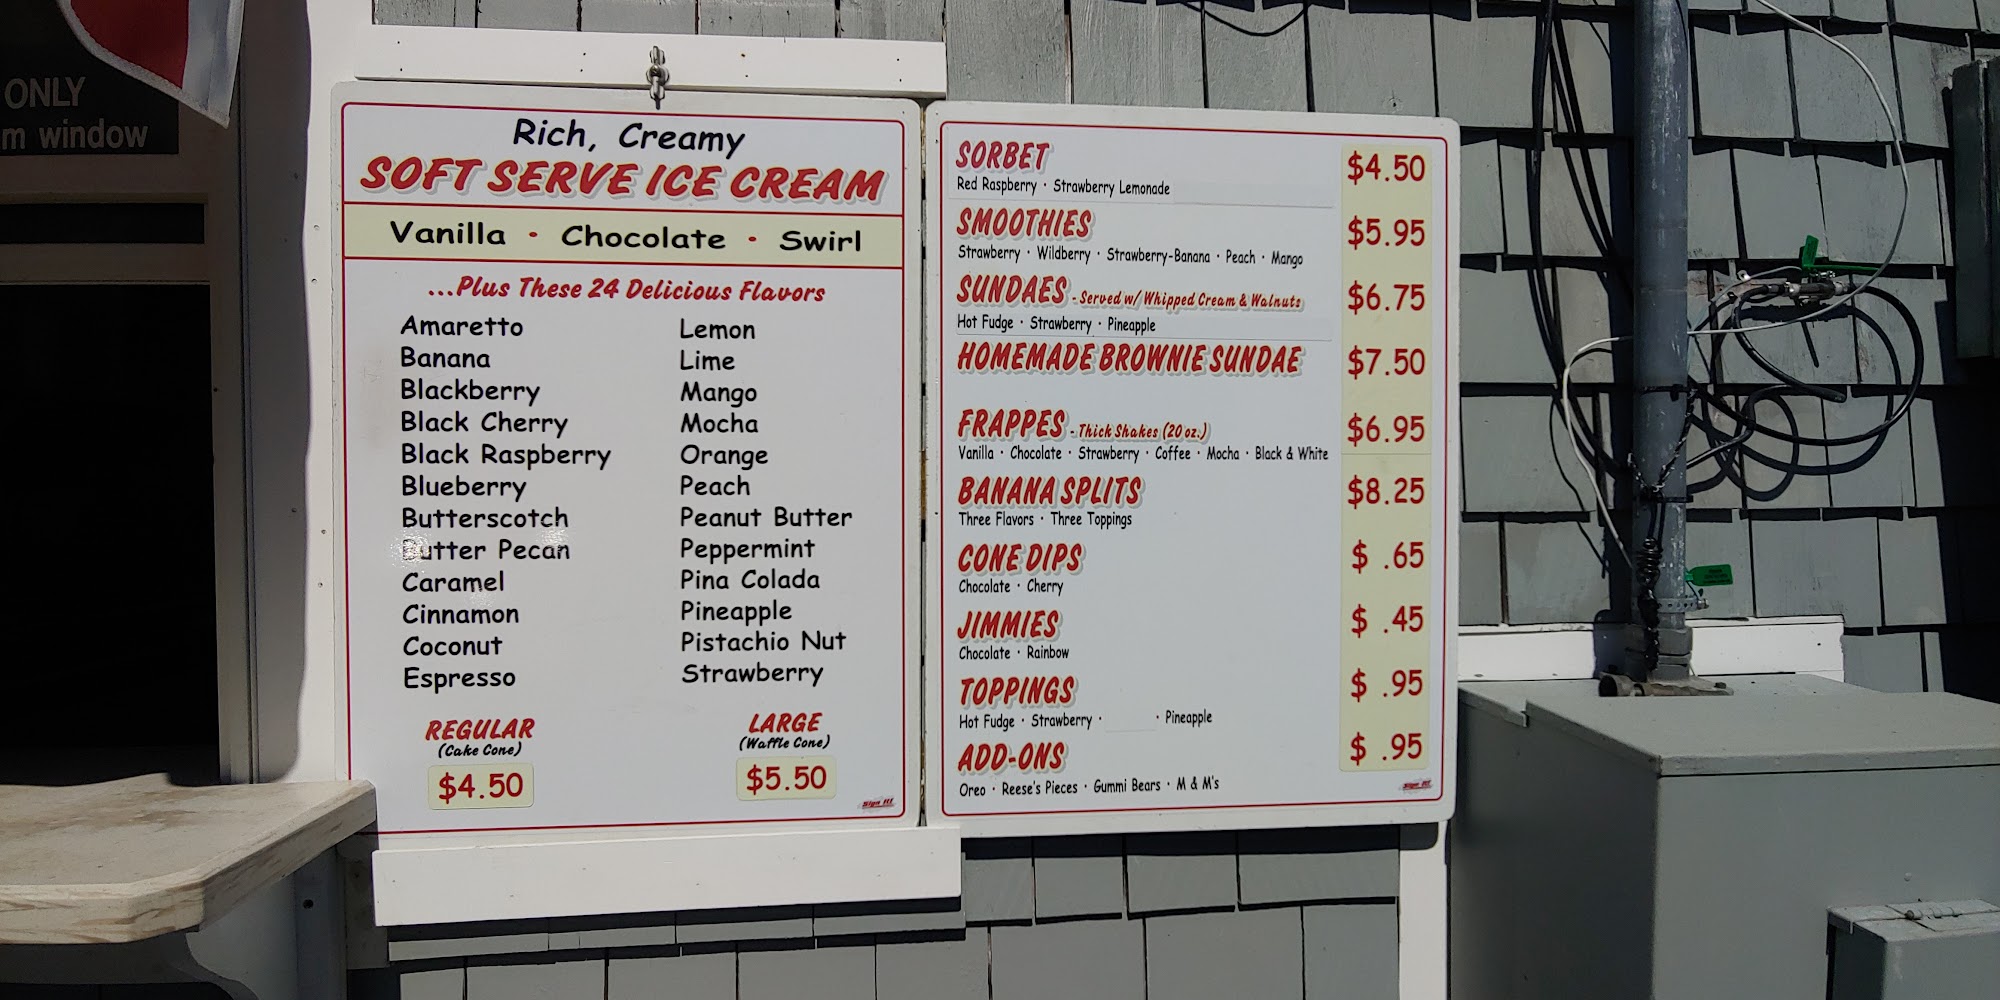 ONLY
m window
Rich, Creamy
SOFT SERVE ICE CREAM
Vanilla • Chocolate • Swirl
...Plus These 24 Delicious Flavors
Amaretto
Banana
Blackberry
Black Cherry
Black Raspberry
Blueberry
Butterscotch
Butter Pecan
Caramel
Cinnamon
Coconut
Espresso
Lemon
Lime
Mango
Mocha
Orange
Peach
Peanut Butter
Peppermint
Pina Colada
Pineapple
Pistachio Nut
Strawberry
REGULAR
(Cake Cone)
$4.50
LARGE
(Waffle Cone)
$5.50
Sign It!
SORBET $4.50
Red Raspberry • Strawberry Lemonade
SMOOTHIES $5.95
Strawberry • Wildberry • Strawberry-Banana • Peach • Mango
SUNDAES - Served w/ Whipped Cream & Walnuts $6.75
Hot Fudge • Strawberry • Pineapple
HOMEMADE BROWNIE SUNDAE $7.50
FRAPPES - Thick Shakes (20 oz.) $6.95
Vanilla • Chocolate • Strawberry • Coffee • Mocha • Black & White
BANANA SPLITS $8.25
Three Flavors • Three Toppings
CONE DIPS $ .65
Chocolate • Cherry
JIMMIES $ .45
Chocolate • Rainbow
TOPPINGS $ .95
Hot Fudge • Strawberry • • Pineapple
ADD-ONS $ .95
Oreo • Reese's Pieces • Gummi Bears • M & M's
Sign It!